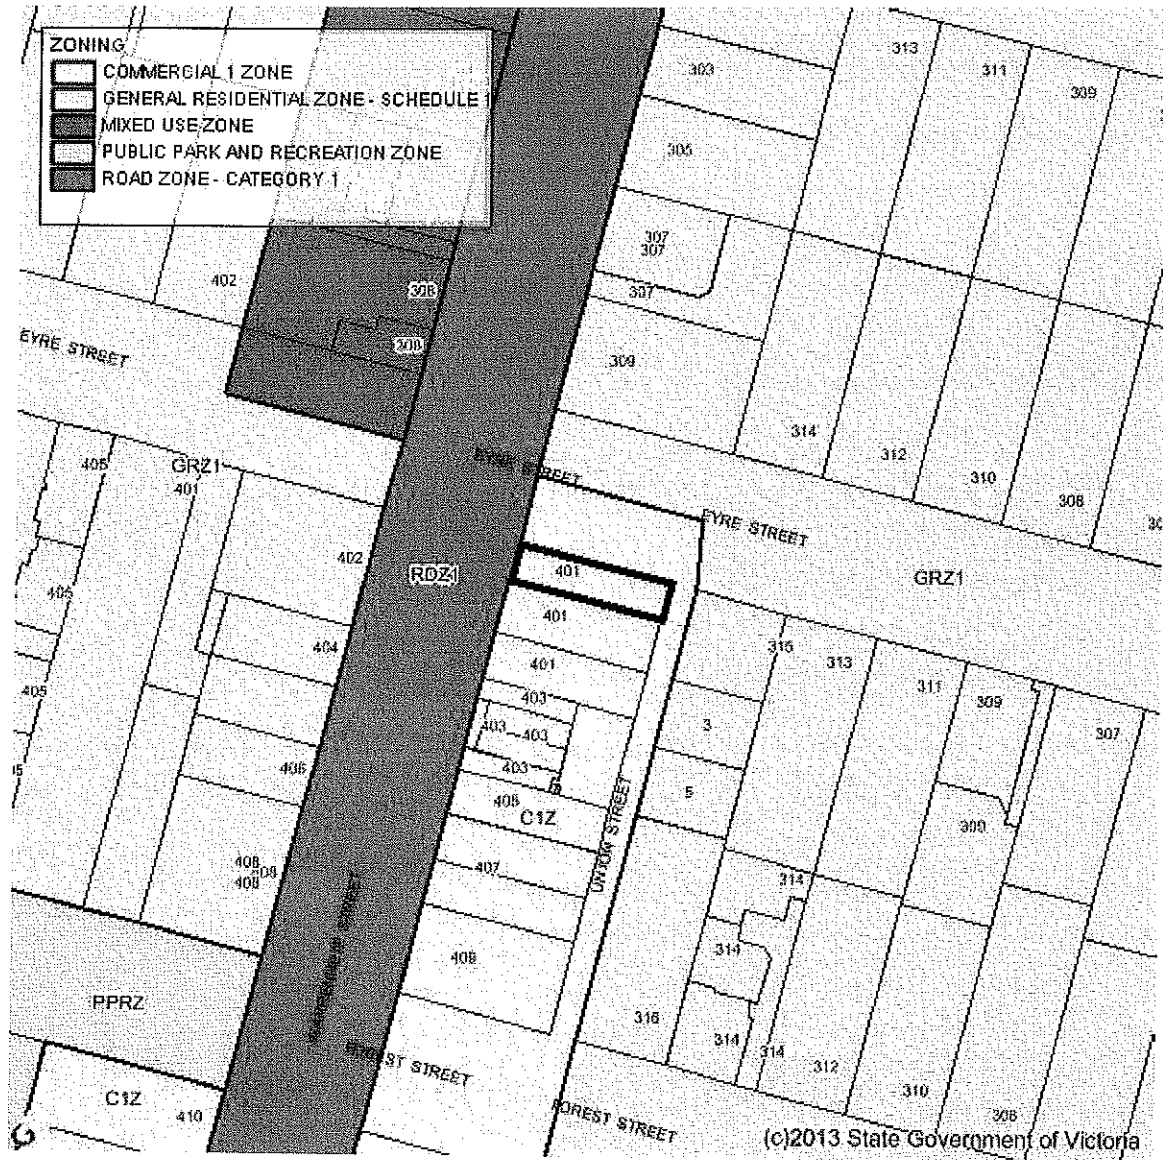 ZONING
COMMERCIAL 1 ZONE
GENERAL RESIDENTIAL ZONE - SCHEDULE 1
MIXED USE ZONE
PUBLIC PARK AND RECREATION ZONE
ROAD ZONE - CATEGORY 1
313
311
309
303
305
307
307
307
309
402
308
308
EYRE STREET
314
312
310
308
405
GRZ1
401
EYRE STREET
EYRE STREET
402
RDZ1
401
GRZ1
405
401
404
401
315
313
311
309
307
405
403
403
403
3
403
406
405
C1Z
5
309
UNION STREET
407
408
408
314
409
314
PPRZ
316
314
314
312
310
308
FOREST STREET
C1Z
410
FOREST STREET
(c)2013 State Government of Victoria